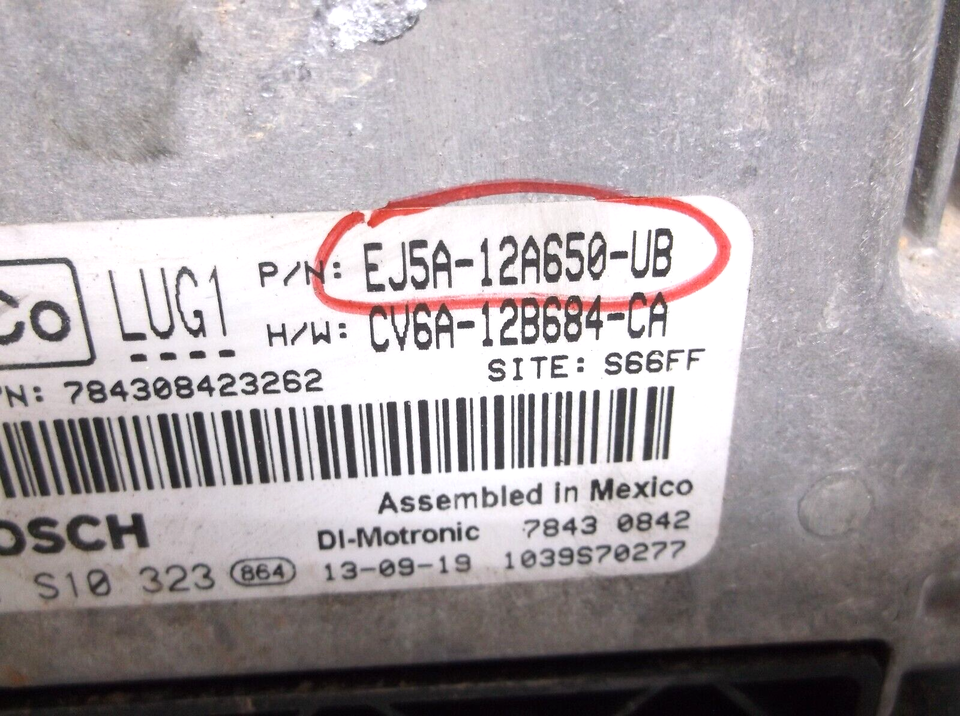 Co LUG1 P/N: EJ5A-12A650-UB
H/W: CV6A-12B684-CA
SITE: S66FF
N: 784308423262
Assembled in Mexico
OSCH DI-Motronic 7843 0842
S10 323 864 13-09-19 1039S70277